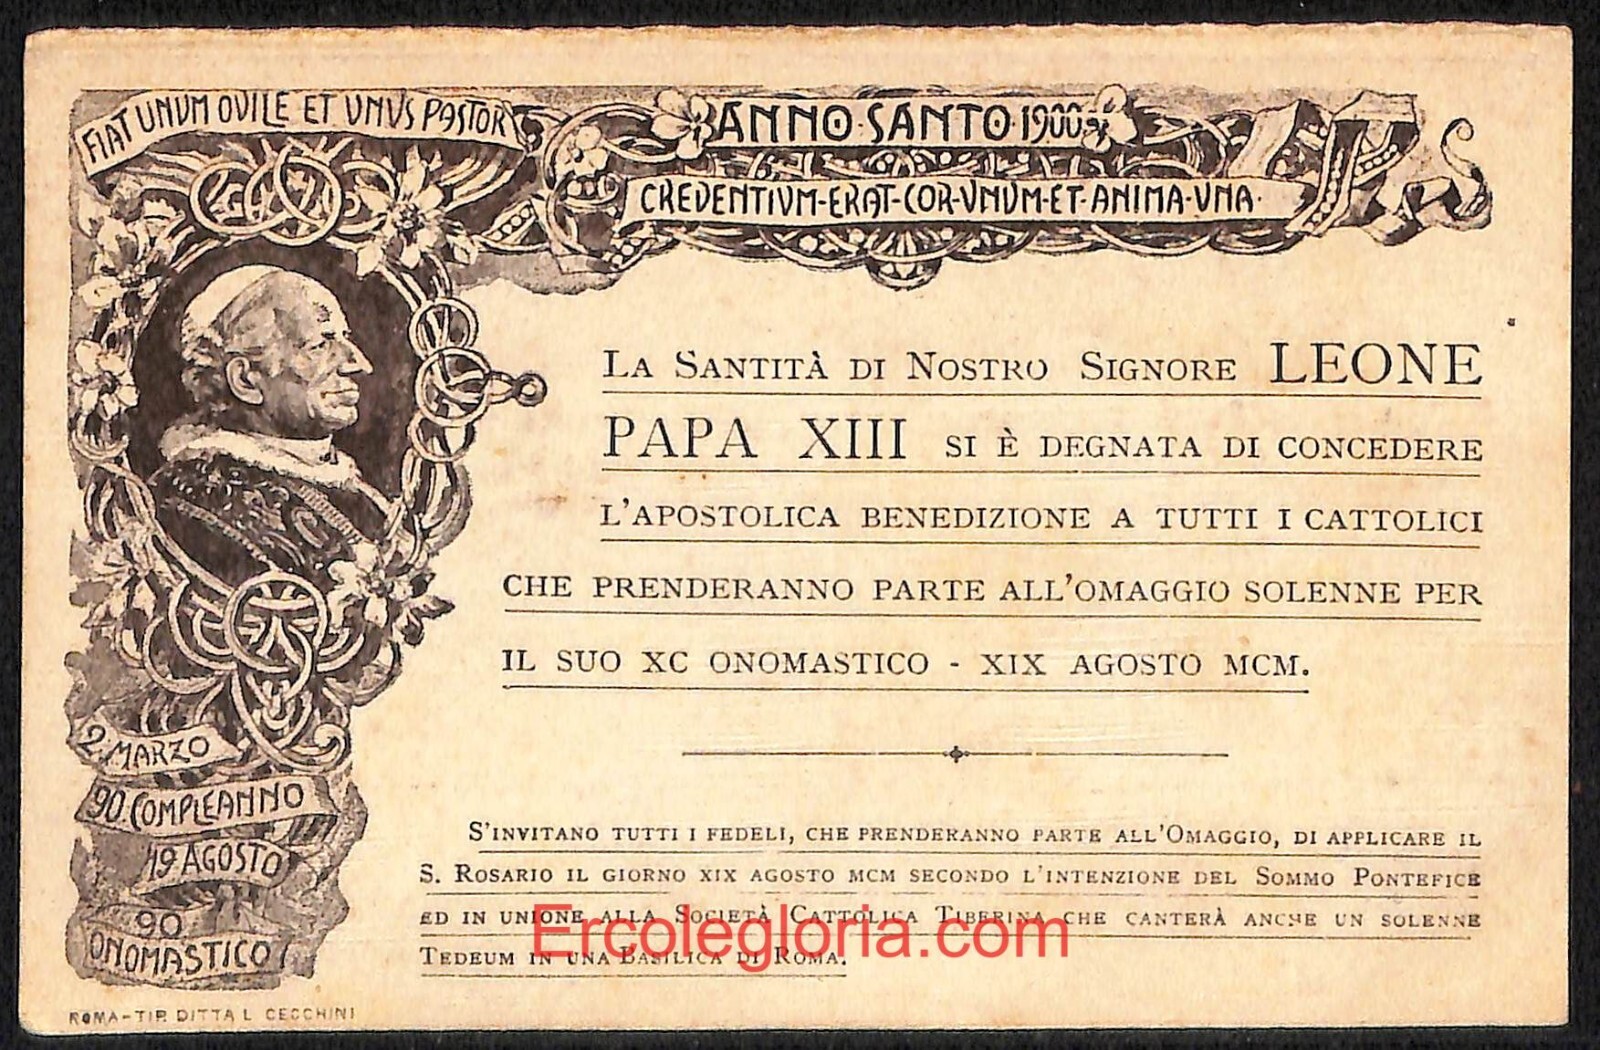 FIAT UNUM OVILE ET UNUS PASTOR
ANNO·SANTO·1900
CREDENTIVM-ERAT-COR-VNVM-ET-ANIMA-VNA·
LA SANTITÀ DI NOSTRO SIGNORE LEONE
PAPA XIII SI È DEGNATA DI CONCEDERE
L'APOSTOLICA BENEDIZIONE A TUTTI I CATTOLICI
CHE PRENDERANNO PARTE ALL'OMAGGIO SOLENNE PER
IL SUO XC ONOMASTICO - XIX AGOSTO MCM.
2·MARZO
90·COMPLEANNO
19 AGOSTO
90
ONOMASTICO
S'INVITANO TUTTI I FEDELI, CHE PRENDERANNO PARTE ALL'OMAGGIO, DI APPLICARE IL
S. ROSARIO IL GIORNO XIX AGOSTO MCM SECONDO L'INTENZIONE DEL SOMMO PONTEFICE
ED IN UNIONE ALLA SOCIETÀ CATTOLICA TIBERINA CHE CANTERÀ ANCHE UN SOLENNE
TEDEUM IN UNA BASILICA DI ROMA.
Ercolegloria.com
ROMA-TIP. DITTA L. CECCHINI